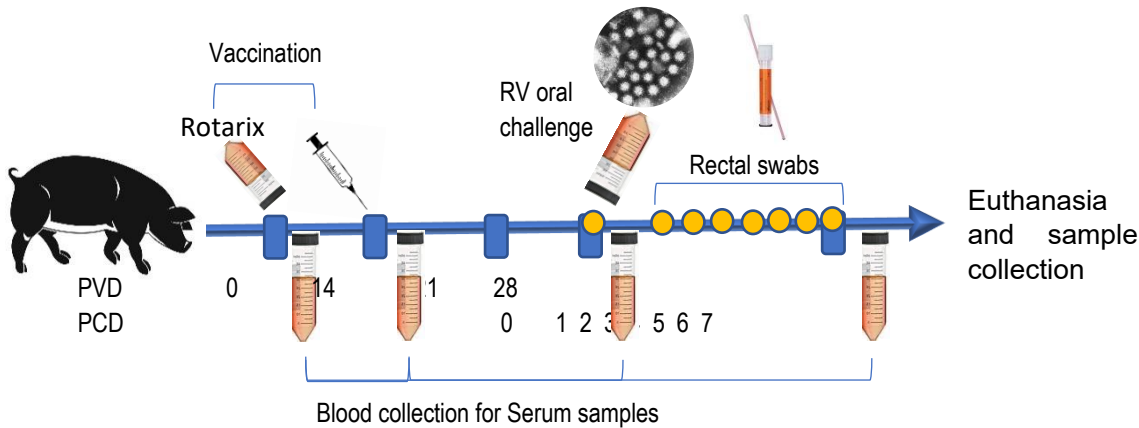 Vaccination
Rotarix
RV oral
challenge
Rectal swabs
Euthanasia
and sample
collection
PVD 0 14 21 28
PCD 0 1 2 3 5 6 7
Blood collection for Serum samples